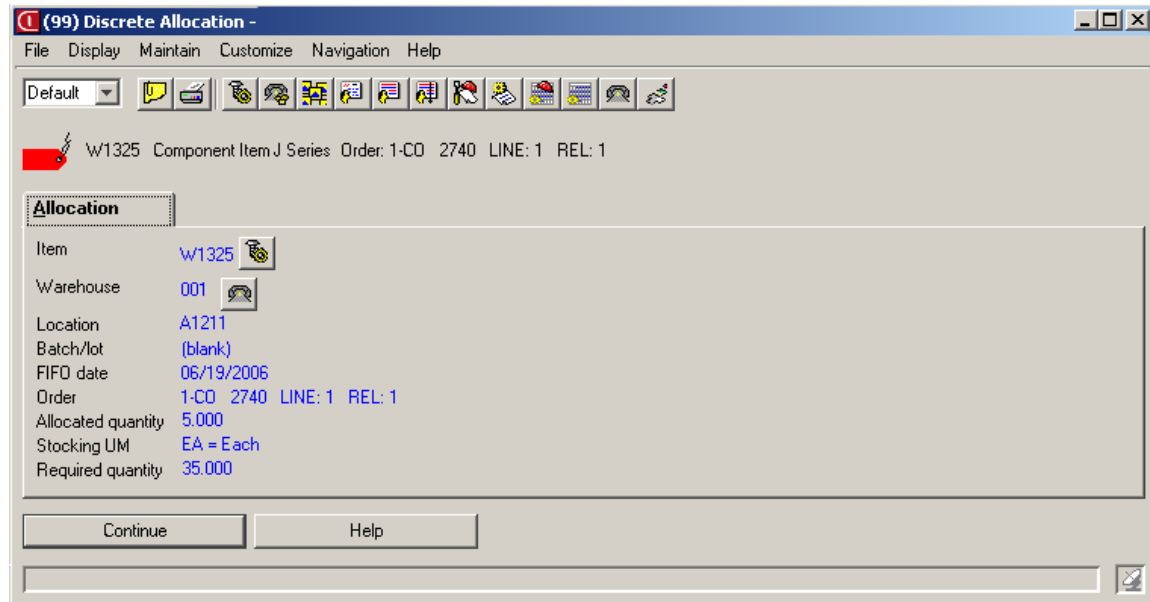 (99) Discrete Allocation -
File Display Maintain Customize Navigation Help
Default
W1325 Component Item J Series Order: 1-CO 2740 LINE: 1 REL: 1
Allocation
Item W1325
Warehouse 001
Location A1211
Batch/lot (blank)
FIFO date 06/19/2006
Order 1-CO 2740 LINE: 1 REL: 1
Allocated quantity 5.000
Stocking UM EA = Each
Required quantity 35.000
Continue Help